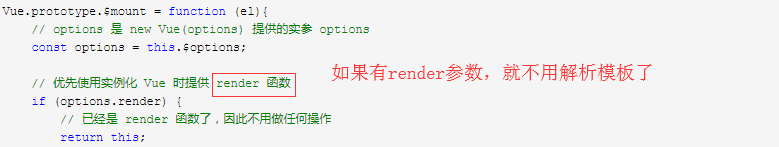 Vue.prototype.$mount = function (el){
// options 是 new Vue(options) 提供的实参 options
const options = this.$options;
// 优先使用实例化 Vue 时提供 render 函数
如果有render参数，就不用解析模板了
if (options.render) {
// 已经是 render 函数了，因此不用做任何操作
return this;